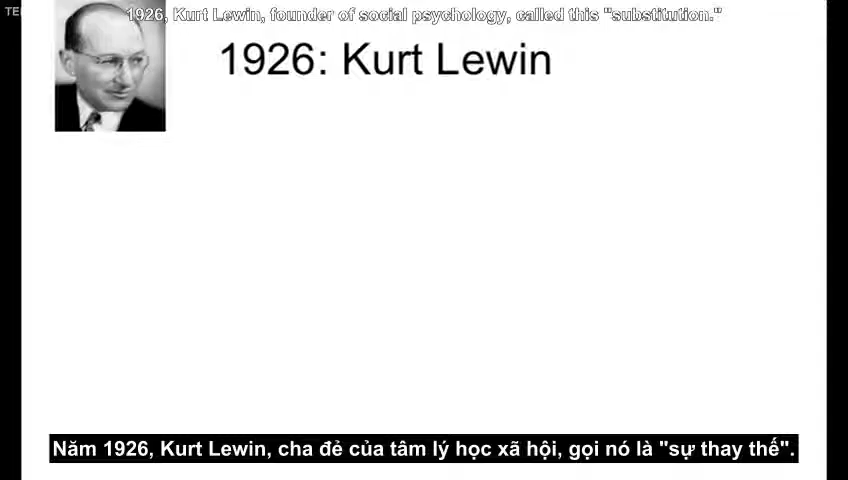 1926, Kurt Lewin, founder of social psychology, called this "substitution."
1926: Kurt Lewin
Năm 1926, Kurt Lewin, cha đẻ của tâm lý học xã hội, gọi nó là "sự thay thế".